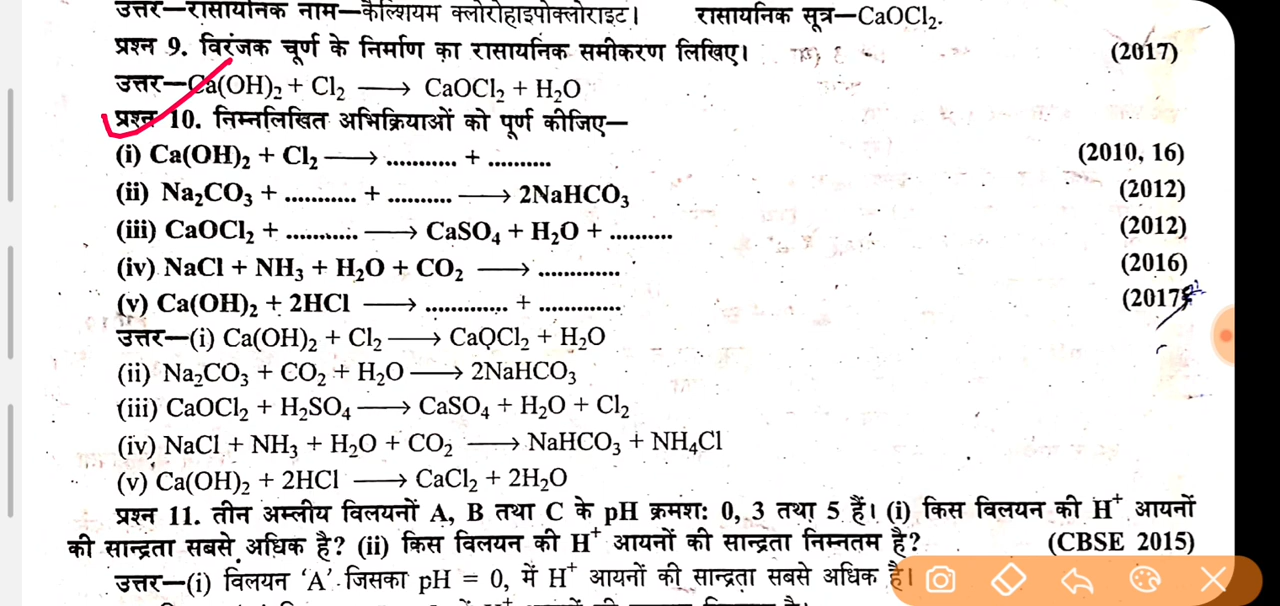 उत्तर—रासायनिक नाम—कैल्शियम क्लोरोहाइपोक्लोराइट। रासायनिक सूत्र—CaOCl₂.
प्रश्न 9. विरंजक चूर्ण के निर्माण का रासायनिक समीकरण लिखिए। (2017)
उत्तर—Ca(OH)₂ + Cl₂ ⟶ CaOCl₂ + H₂O
प्रश्न 10. निम्नलिखित अभिक्रियाओं को पूर्ण कीजिए—
(i) Ca(OH)₂ + Cl₂ ⟶ ........... + .......... (2010, 16)
(ii) Na₂CO₃ + ............ + ........... ⟶ 2NaHCO₃ (2012)
(iii) CaOCl₂ + ............ ⟶ CaSO₄ + H₂O + .......... (2012)
(iv) NaCl + NH₃ + H₂O + CO₂ ⟶ .............. (2016)
(v) Ca(OH)₂ + 2HCl ⟶ .............. + .............. (2017)
उत्तर—(i) Ca(OH)₂ + Cl₂ ⟶ CaOCl₂ + H₂O
(ii) Na₂CO₃ + CO₂ + H₂O ⟶ 2NaHCO₃
(iii) CaOCl₂ + H₂SO₄ ⟶ CaSO₄ + H₂O + Cl₂
(iv) NaCl + NH₃ + H₂O + CO₂ ⟶ NaHCO₃ + NH₄Cl
(v) Ca(OH)₂ + 2HCl ⟶ CaCl₂ + 2H₂O
प्रश्न 11. तीन अम्लीय विलयनों A, B तथा C के pH क्रमशः 0, 3 तथा 5 हैं। (i) किस विलयन की H⁺ आयनों
की सान्द्रता सबसे अधिक है? (ii) किस विलयन की H⁺ आयनों की सान्द्रता निम्नतम है? (CBSE 2015)
उत्तर—(i) विलयन ‘A’ जिसका pH = 0, में H⁺ आयनों की सान्द्रता सबसे अधिक है।